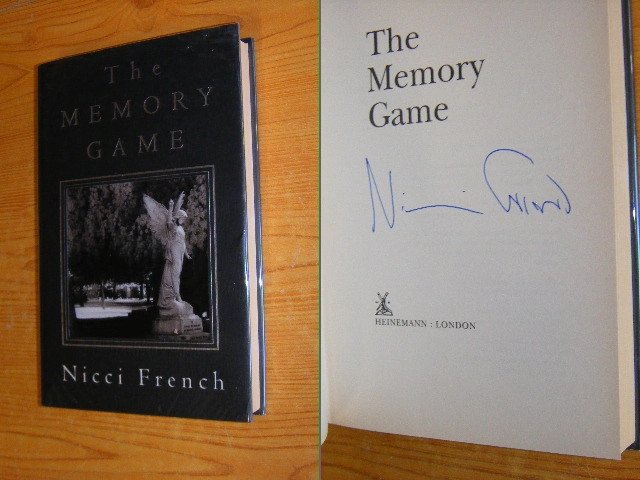 The
MEMORY
GAME
Nicci French
The
Memory
Game
HEINEMANN : LONDON